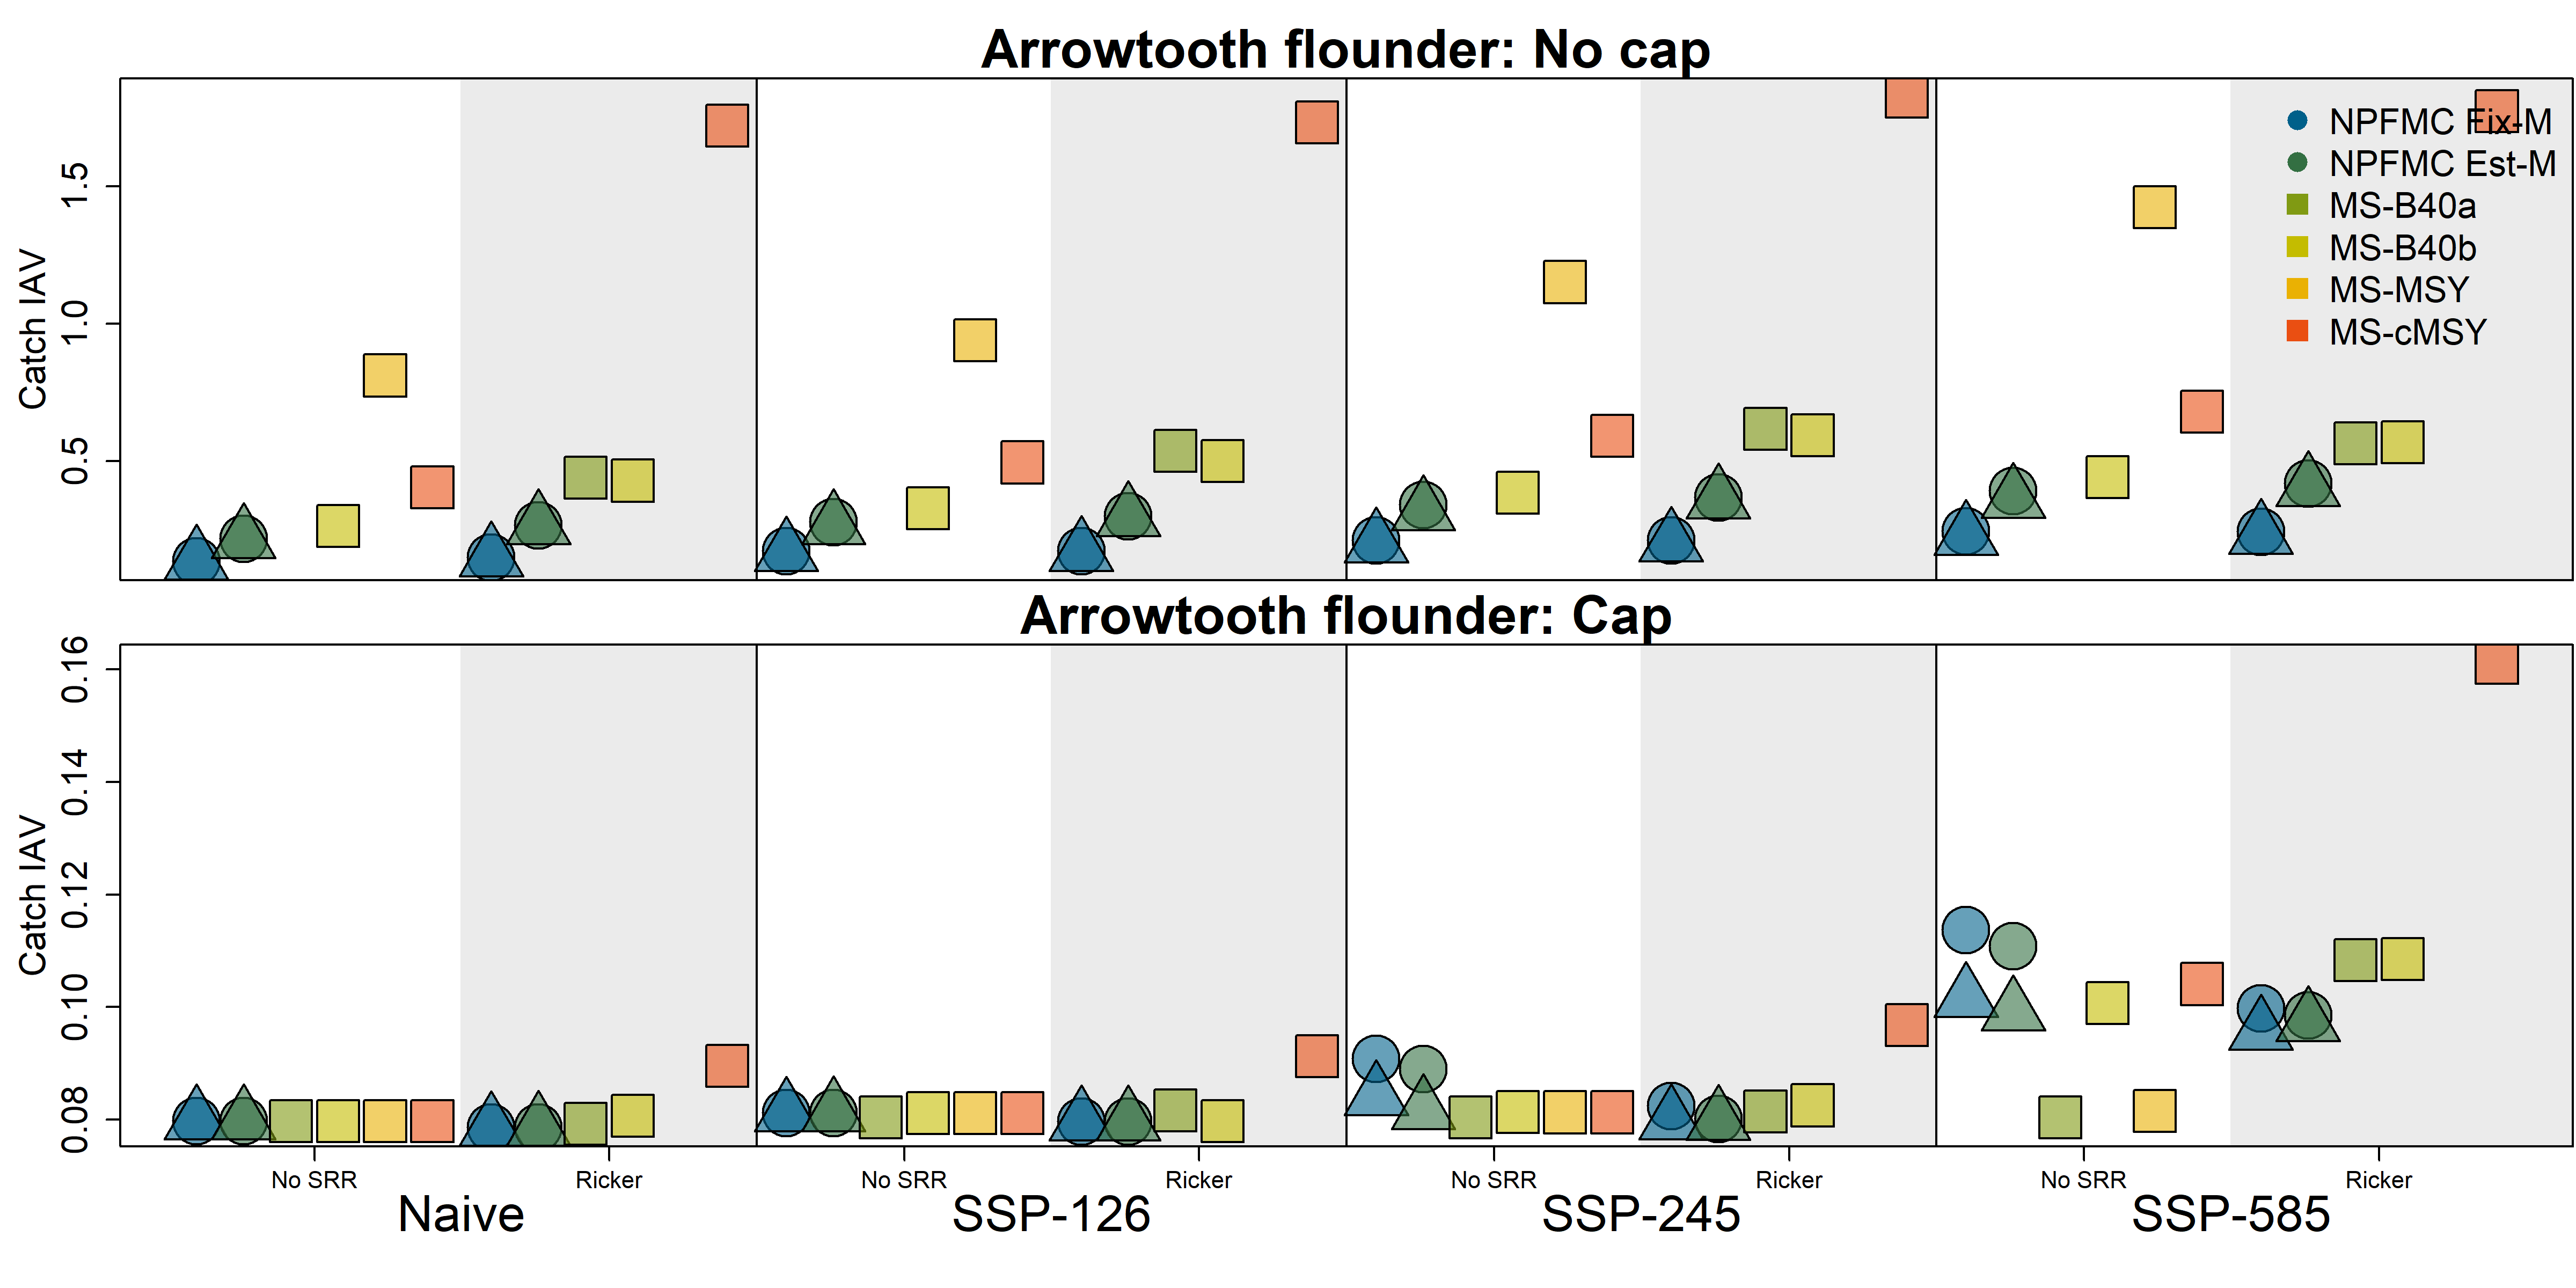 Arrowtooth flounder: No cap
Catch IAV
0.5
1.0
1.5
NPFMC Fix-M
NPFMC Est-M
MS-B40a
MS-B40b
MS-MSY
MS-cMSY
Arrowtooth flounder: Cap
Catch IAV
0.08
0.10
0.12
0.14
0.16
No SRR Ricker No SRR Ricker No SRR Ricker No SRR Ricker
Naive SSP-126 SSP-245 SSP-585